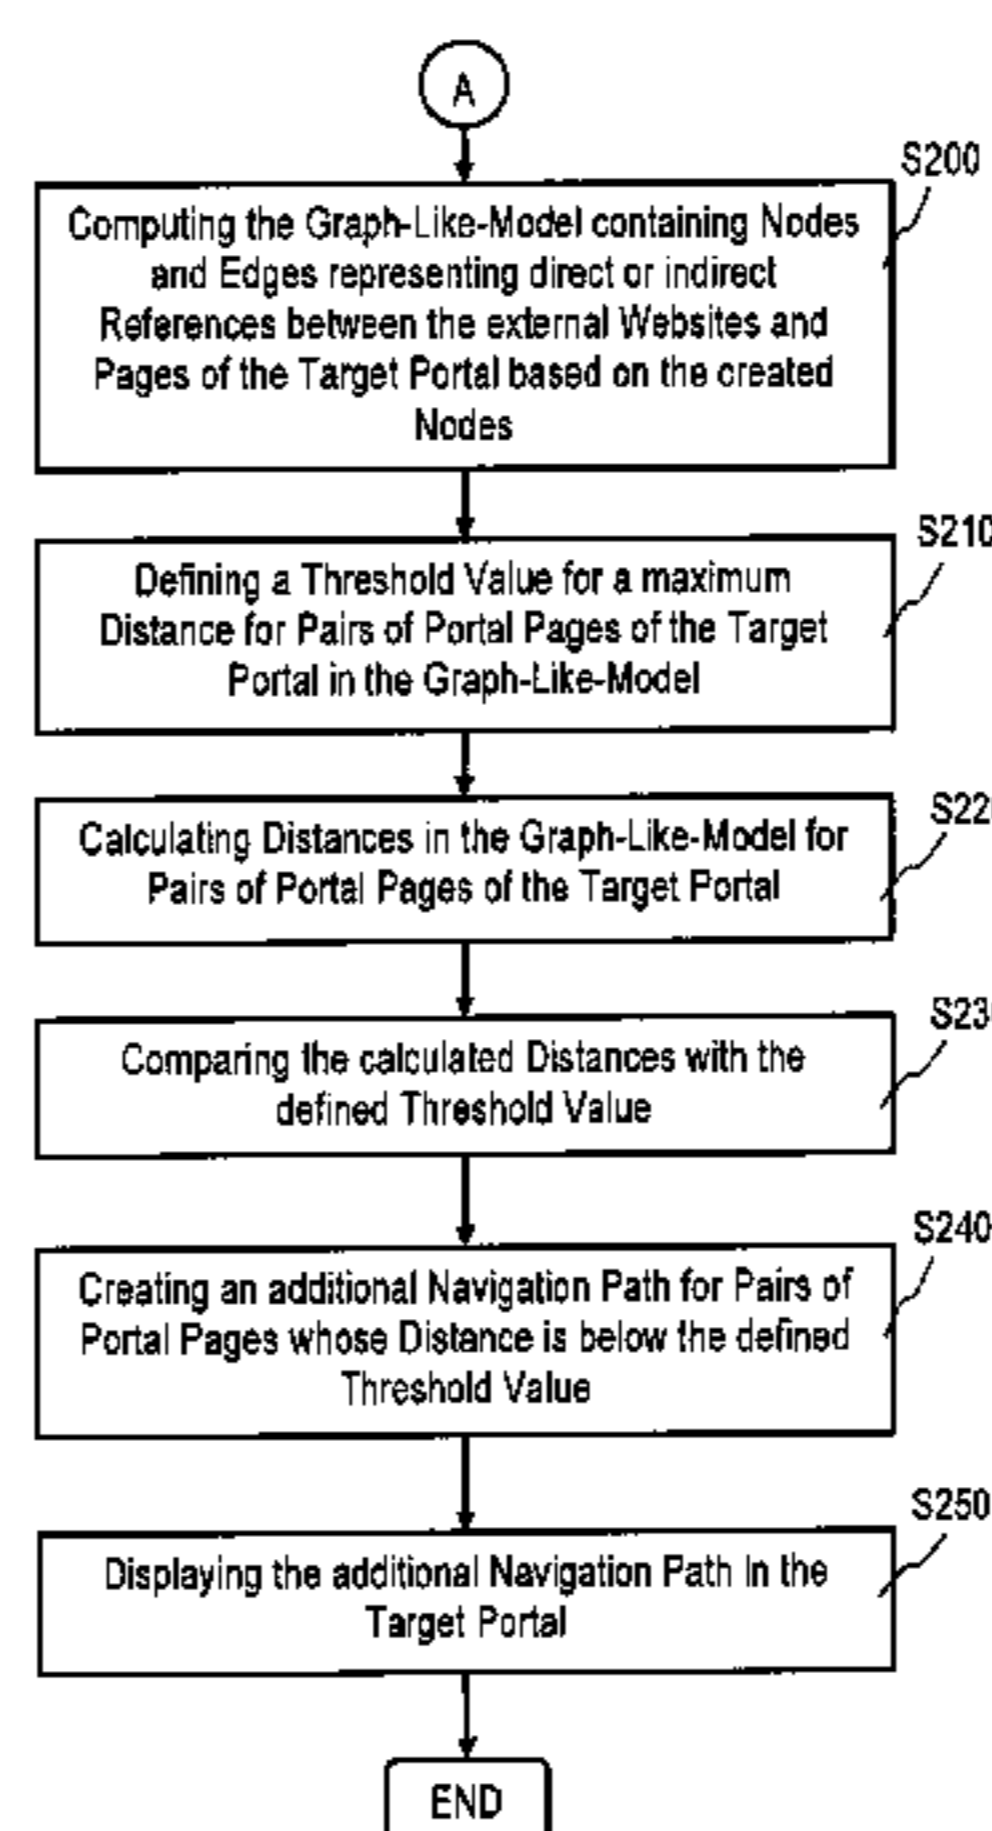 A
S200
Computing the Graph-Like-Model containing Nodes
and Edges representing direct or indirect
References between the external Websites and
Pages of the Target Portal based on the created
Nodes
S210
Defining a Threshold Value for a maximum
Distance for Pairs of Portal Pages of the Target
Portal in the Graph-Like-Model
S220
Calculating Distances in the Graph-Like-Model for
Pairs of Portal Pages of the Target Portal
S230
Comparing the calculated Distances with the
defined Threshold Value
S240
Creating an additional Navigation Path for Pairs of
Portal Pages whose Distance is below the defined
Threshold Value
S250
Displaying the additional Navigation Path in the
Target Portal
END